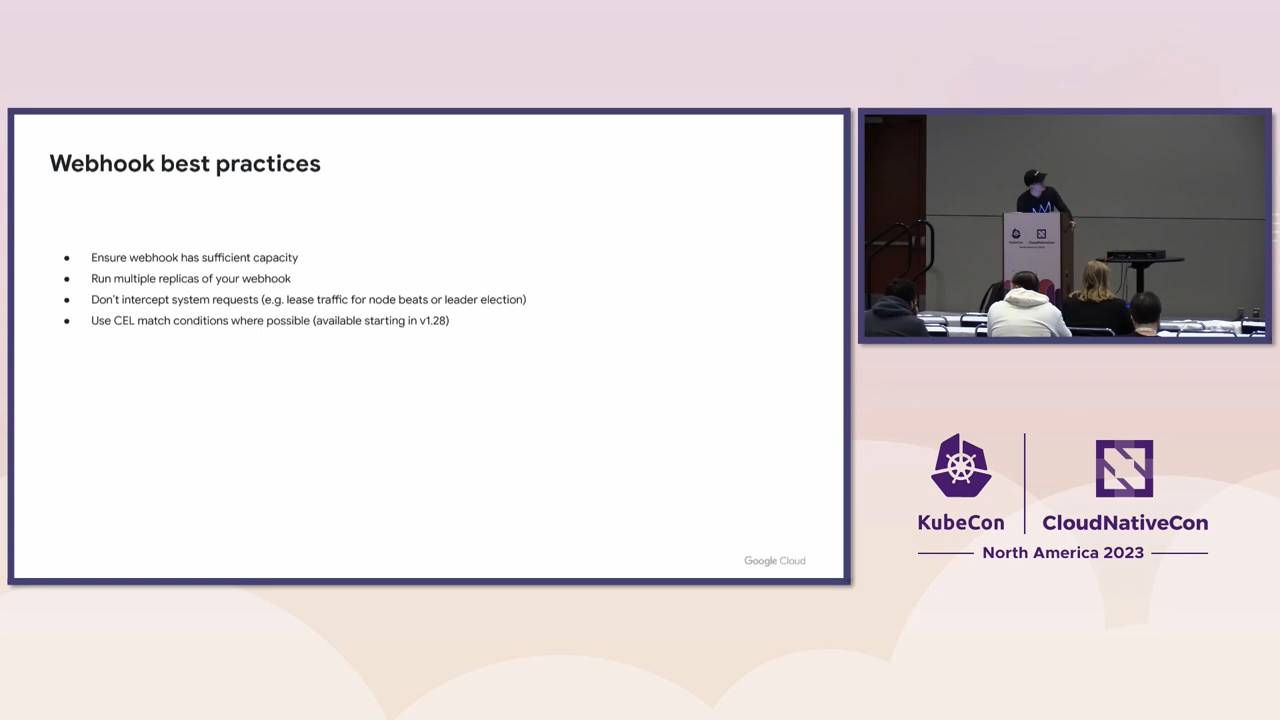 Webhook best practices
● Ensure webhook has sufficient capacity
● Run multiple replicas of your webhook
● Don't intercept system requests (e.g. lease traffic for node beats or leader election)
● Use CEL match conditions where possible (available starting in v1.28)
Google Cloud
KubeCon
CloudNativeCon
North America 2023